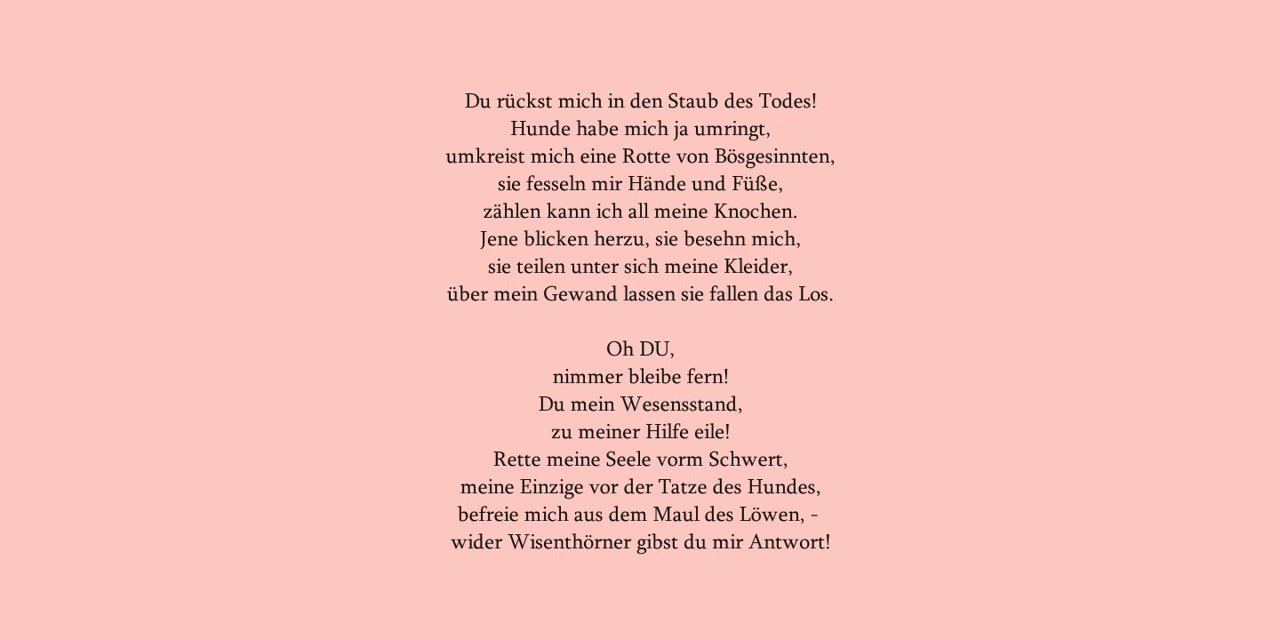 Du rückst mich in den Staub des Todes!
Hunde habe mich ja umringt,
umkreist mich eine Rotte von Bösgesinnten,
sie fesseln mir Hände und Füße,
zählen kann ich all meine Knochen.
Jene blicken herzu, sie besehn mich,
sie teilen unter sich meine Kleider,
über mein Gewand lassen sie fallen das Los.

Oh DU,
nimmer bleibe fern!
Du mein Wesensstand,
zu meiner Hilfe eile!
Rette meine Seele vorm Schwert,
meine Einzige vor der Tatze des Hundes,
befreie mich aus dem Maul des Löwen, -
wider Wisenthörner gibst du mir Antwort!